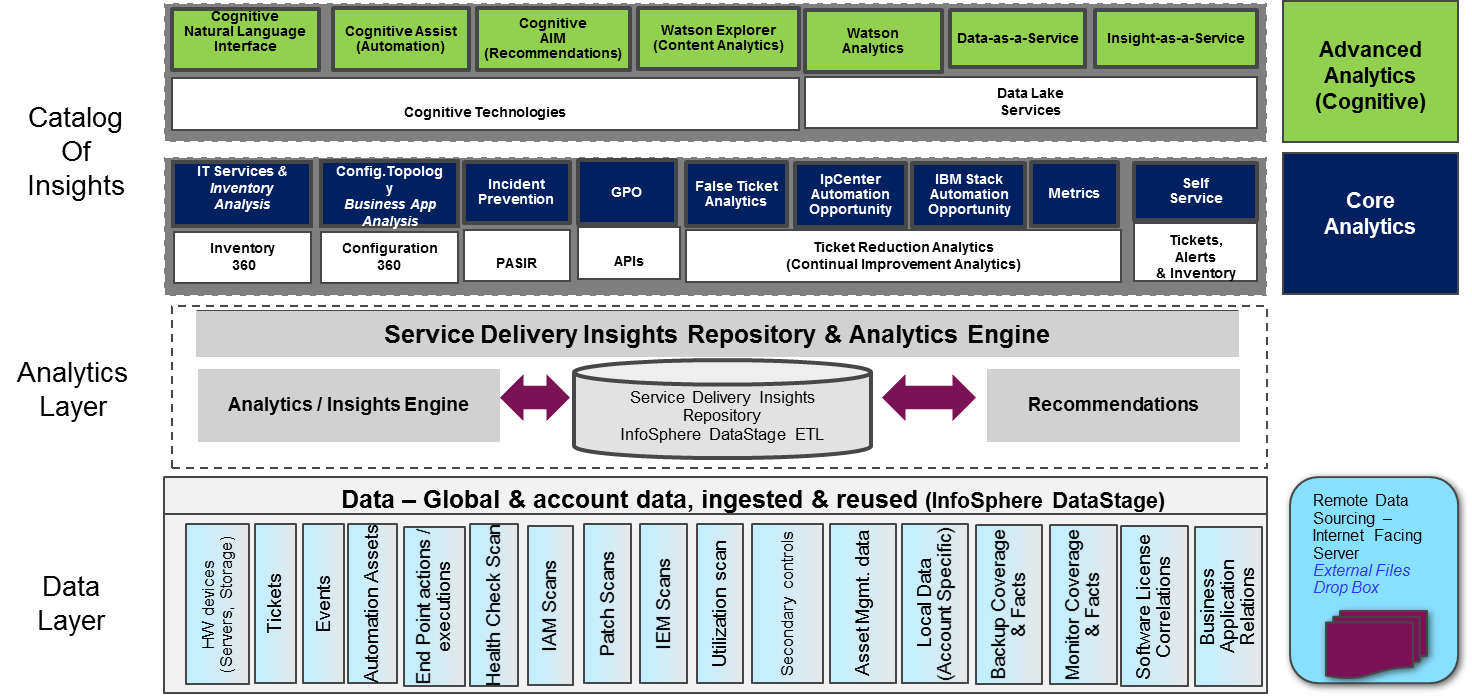 Catalog
Of
Insights
Cognitive
Natural Language
Interface
Cognitive Assist
(Automation)
Cognitive
AIM
(Recommendations)
Watson Explorer
(Content Analytics)
Watson
Analytics
Data-as-a-Service
Insight-as-a-Service
Cognitive Technologies
Data Lake
Services
Advanced
Analytics
(Cognitive)
IT Services &
Inventory
Analysis
Config.Topolog
y
Business App
Analysis
Incident
Prevention
GPO
False Ticket
Analytics
IpCenter
Automation
Opportunity
IBM Stack
Automation
Opportunity
Metrics
Self
Service
Inventory
360
Configuration
360
PASIR
APIs
Ticket Reduction Analytics
(Continual Improvement Analytics)
Tickets,
Alerts
& Inventory
Core
Analytics
Analytics
Layer
Service Delivery Insights Repository & Analytics Engine
Analytics / Insights Engine
Service Delivery Insights
Repository
InfoSphere DataStage ETL
Recommendations
Data
Layer
Data – Global & account data, ingested & reused (InfoSphere DataStage)
HW devices
(Servers, Storage)
Tickets
Events
Automation Assets
End Point actions /
executions
Health Check Scan
IAM Scans
Patch Scans
IEM Scans
Utilization scan
Secondary controls
Asset Mgmt. data
Local Data
(Account Specific)
Backup Coverage
& Facts
Monitor Coverage
& Facts
Software License
Correlations
Business
Application
Relations
Remote Data
Sourcing –
Internet Facing
Server
External Files
Drop Box